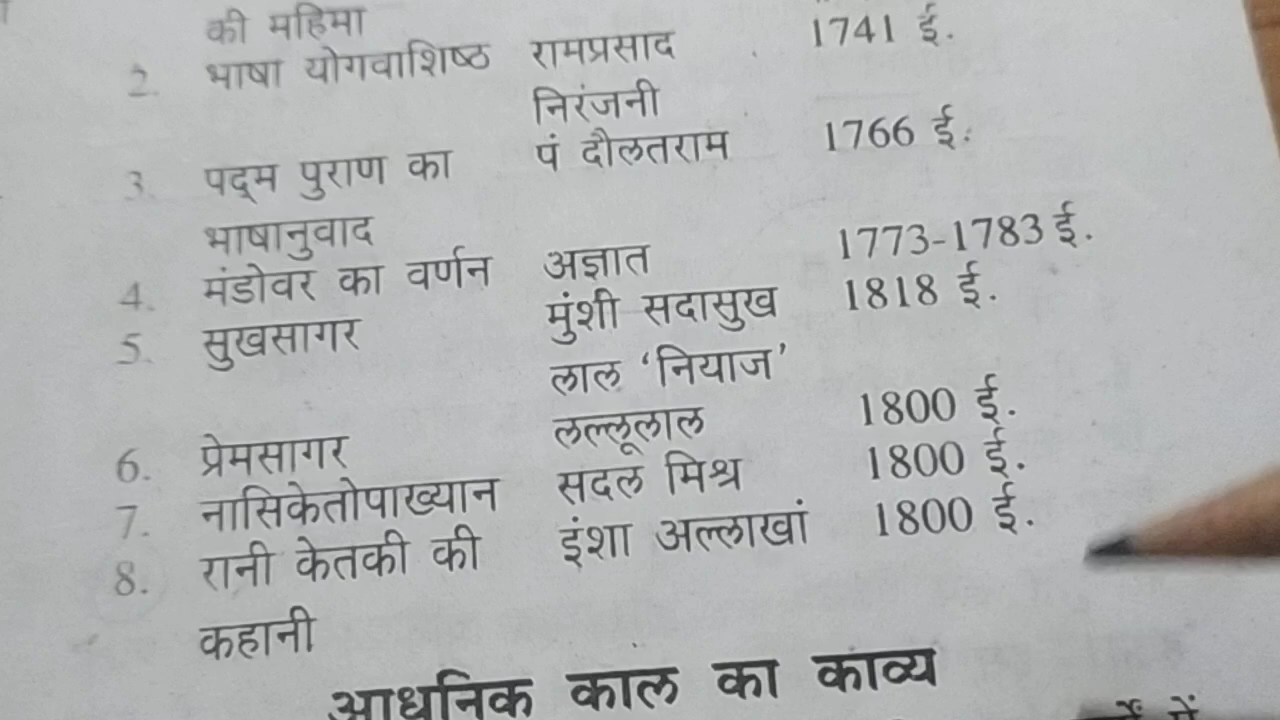 की महिमा
2. भाषा योगवाशिष्ठ रामप्रसाद 1741 ई.
निरंजनी
3. पद्म पुराण का पं दौलतराम 1766 ई.
भाषानुवाद
4. मंडोवर का वर्णन अज्ञात 1773-1783 ई.
5. सुखसागर मुंशी सदासुख 1818 ई.
लाल ‘नियाज’
6. प्रेमसागर लल्लूलाल 1800 ई.
7. नासिकेतोपाख्यान सदल मिश्र 1800 ई.
8. रानी केतकी की इंशा अल्लाखां 1800 ई.
कहानी
आधुनिक काल का काव्य
में